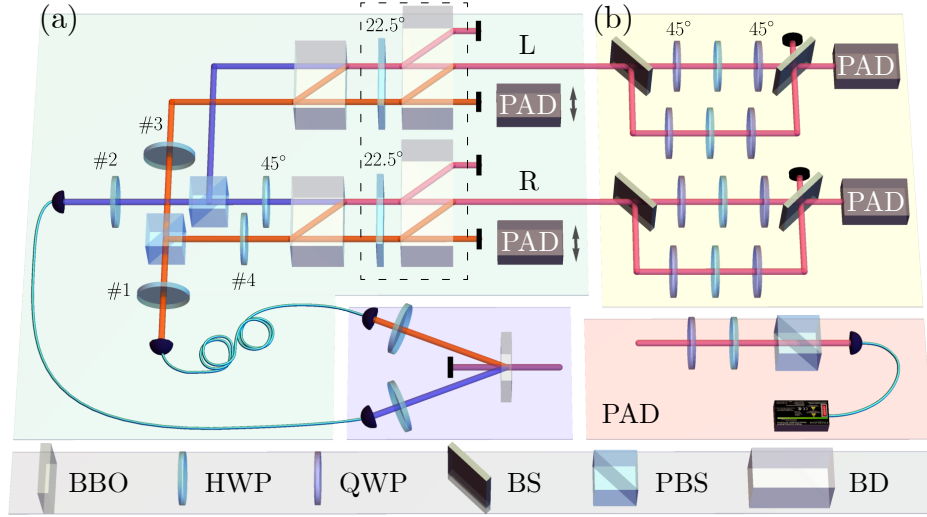 (a)
(b)
22.5°
L
45°
45°
PAD
PAD
#3
#2
45°
22.5°
R
PAD
PAD
#4
#1
PAD
BBO
HWP
QWP
BS
PBS
BD